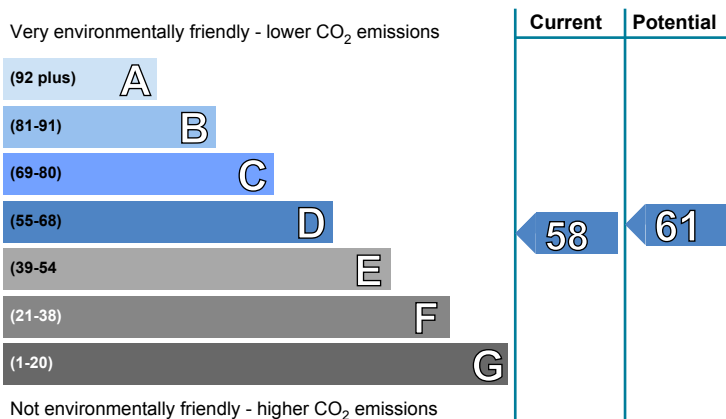 Current Potential
Very environmentally friendly - lower CO2 emissions
(92 plus) A
(81-91) B
(69-80) C
(55-68) D
58 61
(39-54 E
(21-38) F
(1-20) G
Not environmentally friendly - higher CO2 emissions